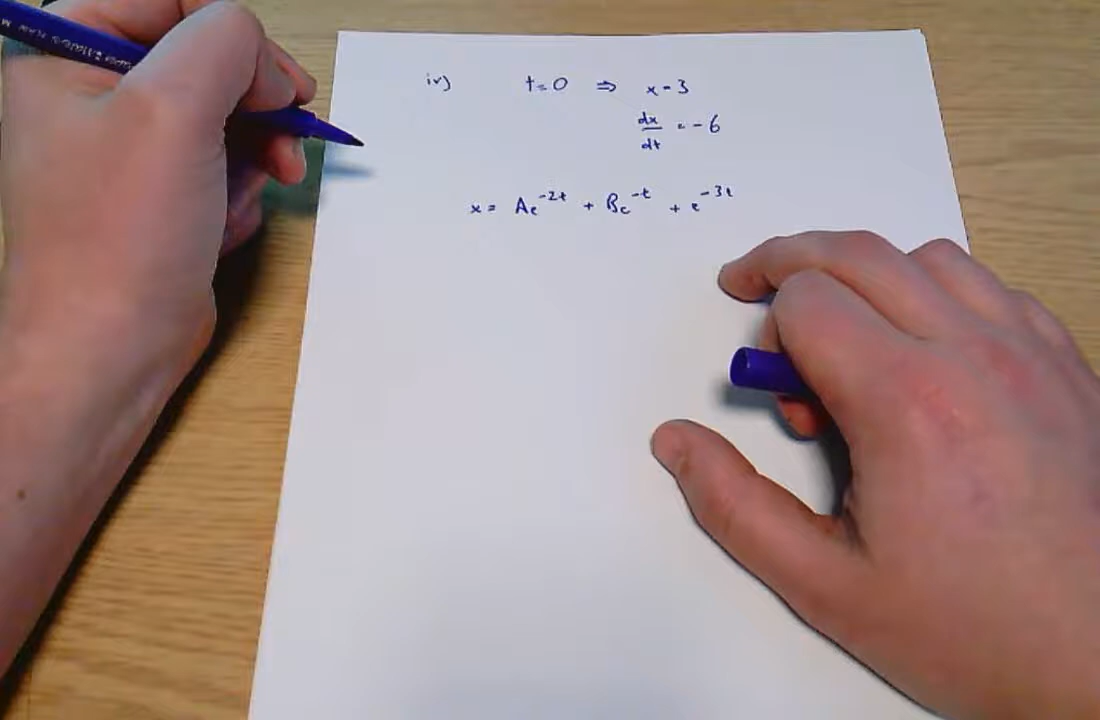 iv) t=0 ⇒ x=3
dx/dt = -6
x = Ae^{-2t} + Be^{-t} + e^{-3t}